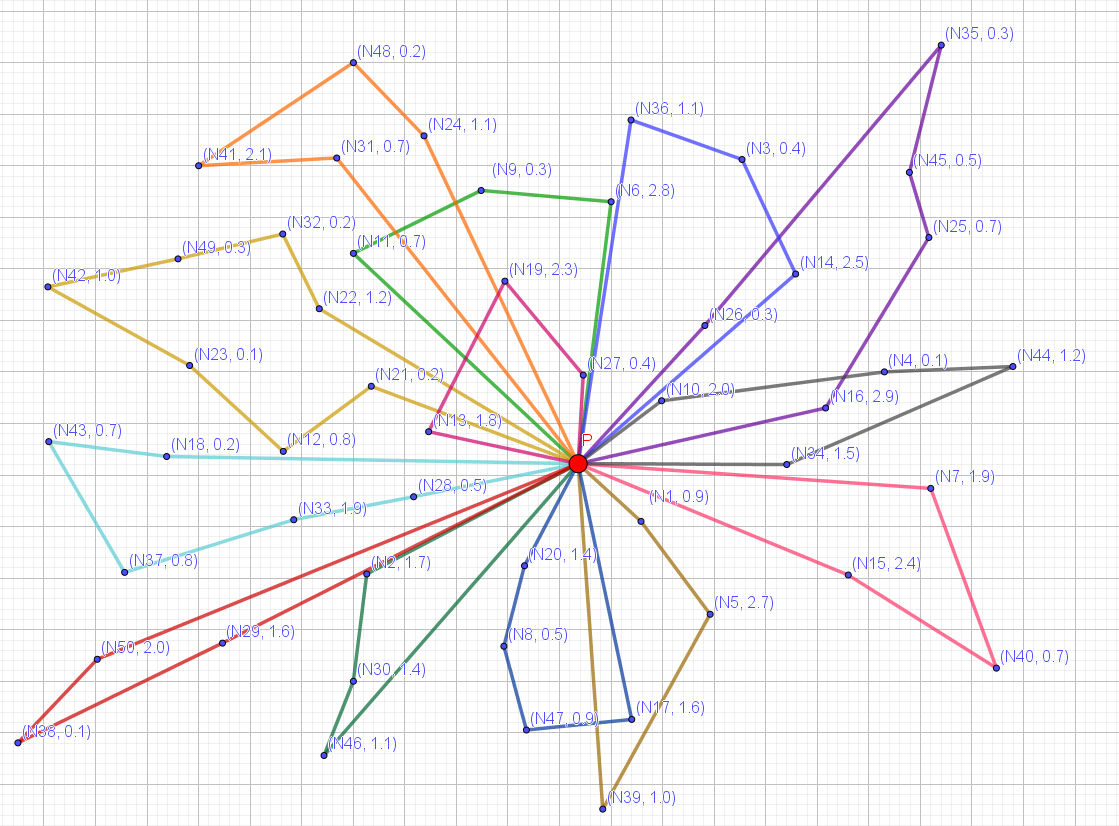 (N35, 0.3)
(N48, 0.2)
(N36, 1.1)
(N24, 1.1)
(N41, 2.1)
(N31, 0.7)
(N3, 0.4)
(N45, 0.5)
(N9, 0.3)
(N6, 2.8)
(N32, 0.2)
(N25, 0.7)
(N49, 0.3)
(N11, 0.7)
(N42, 1.0)
(N19, 2.3)
(N14, 2.5)
(N22, 1.2)
(N26, 0.3)
(N23, 0.1)
(N27, 0.4)
(N4, 0.1)
(N44, 1.2)
(N21, 0.2)
(N10, 2.0)
(N16, 2.9)
(N13, 1.8)
(N43, 0.7)
(N12, 0.8)
P
(N18, 0.2)
(N34, 1.5)
(N28, 0.5)
(N1, 0.9)
(N7, 1.9)
(N33, 1.9)
(N37, 0.8)
(N2, 1.7)
(N20, 1.4)
(N15, 2.4)
(N5, 2.7)
(N29, 1.6)
(N8, 0.5)
(N50, 2.0)
(N40, 0.7)
(N30, 1.4)
(N17, 1.6)
(N47, 0.9)
(N38, 0.1)
(N46, 1.1)
(N39, 1.0)